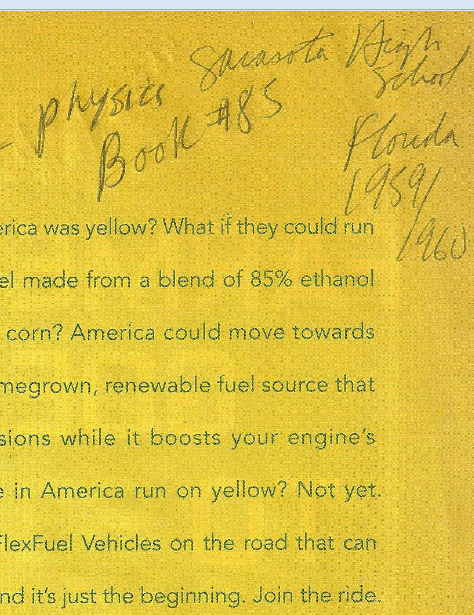 Sarasota High
School
- physics
Book #85
Florida
1959/
1960
erica was yellow? What if they could run
el made from a blend of 85% ethanol
corn? America could move towards
megrown, renewable fuel source that
sions while it boosts your engine's
e in America run on yellow? Not yet.
FlexFuel Vehicles on the road that can
nd it's just the beginning. Join the ride.